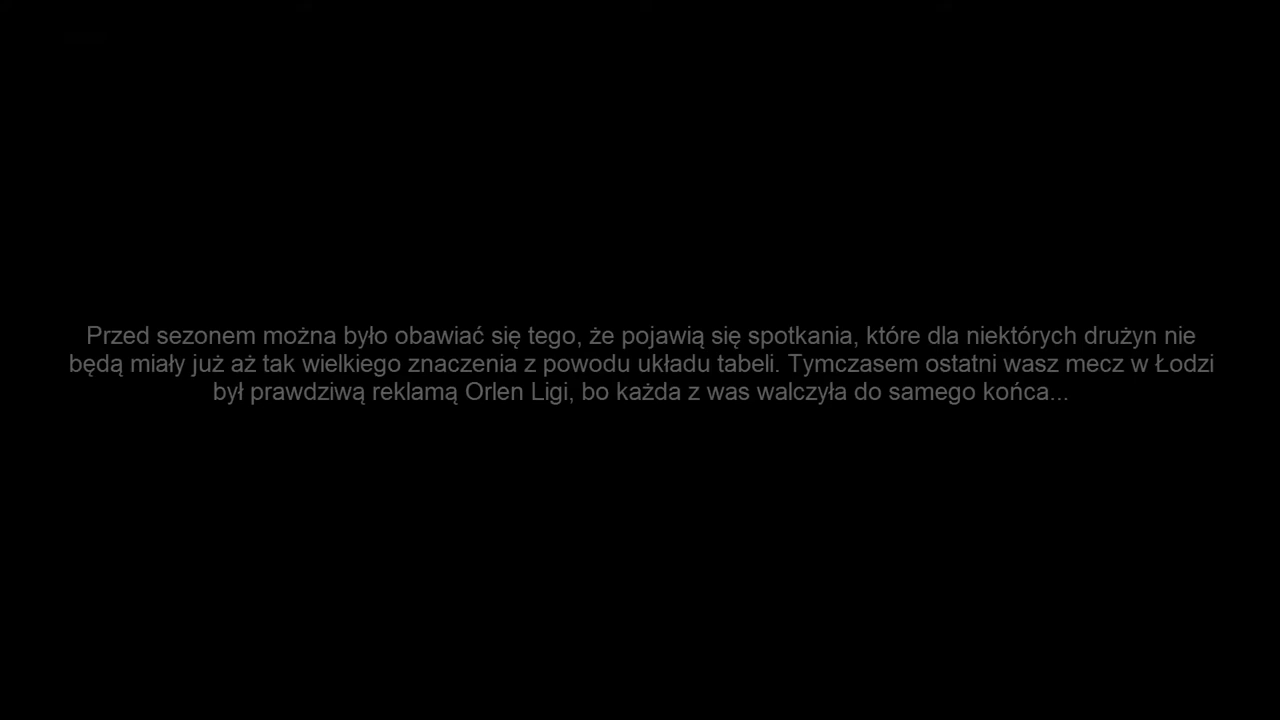 Przed sezonem można było obawiać się tego, że pojawią się spotkania, które dla niektórych drużyn nie
będą miały już aż tak wielkiego znaczenia z powodu układu tabeli. Tymczasem ostatni wasz mecz w Łodzi
był prawdziwą reklamą Orlen Ligi, bo każda z was walczyła do samego końca...